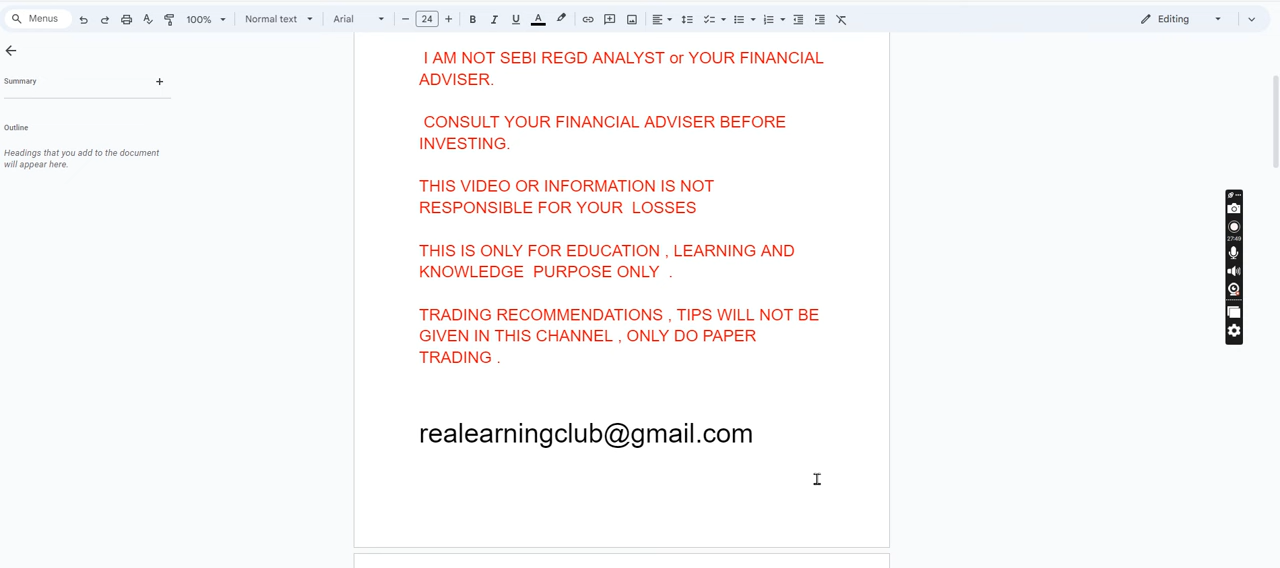 Menus 100% Normal text Arial 24 B I U A Editing
Summary
Outline
Headings that you add to the document
will appear here.
I AM NOT SEBI REGD ANALYST or YOUR FINANCIAL
ADVISER.
CONSULT YOUR FINANCIAL ADVISER BEFORE
INVESTING.
THIS VIDEO OR INFORMATION IS NOT
RESPONSIBLE FOR YOUR  LOSSES
THIS IS ONLY FOR EDUCATION , LEARNING AND
KNOWLEDGE  PURPOSE ONLY  .
TRADING RECOMMENDATIONS , TIPS WILL NOT BE
GIVEN IN THIS CHANNEL , ONLY DO PAPER
TRADING .
realearningclub@gmail.com
27:49